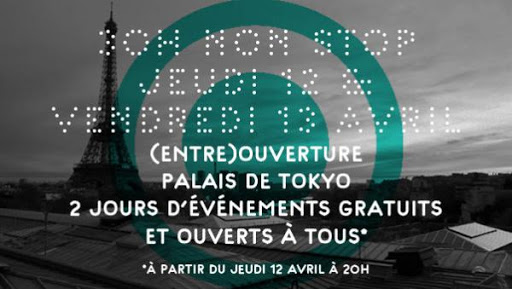 30H NON STOP
JEUDI 12 &
VENDREDI 13 AVRIL
(ENTRE)OUVERTURE
PALAIS DE TOKYO
2 JOURS D'ÉVÉNEMENTS GRATUITS
ET OUVERTS À TOUS*
*À PARTIR DU JEUDI 12 AVRIL À 20H